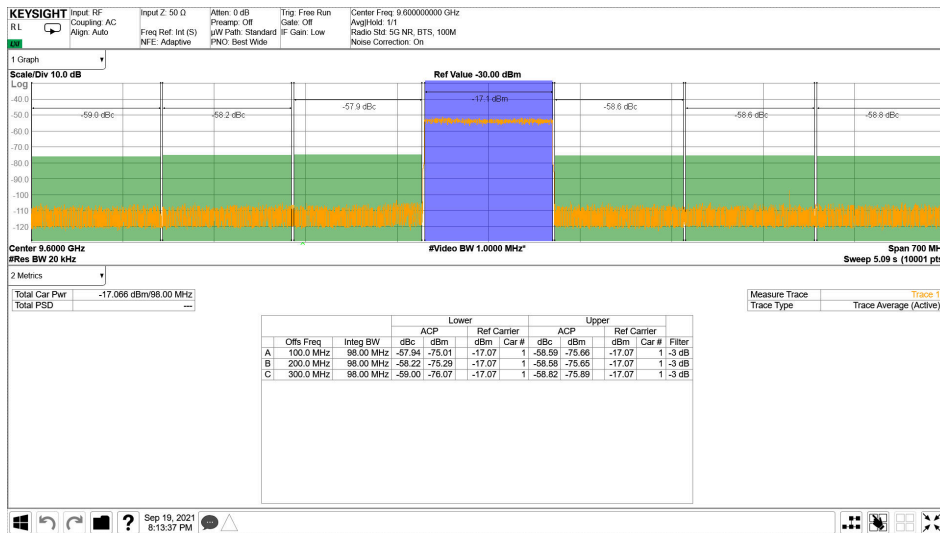 KEYSIGHT Input: RF Input Z: 50 Ω Atten: 0 dB Trig: Free Run Center Freq: 9.600000000 GHz
RL Coupling: AC Preamp: Off Gate: Off Avg|Hold: 1/1
Align: Auto Freq Ref: Int (S) µW Path: Standard IF Gain: Low Radio Std: 5G NR, BTS, 100M
NFE: Adaptive PNO: Best Wide Noise Correction: On
1 Graph
Scale/Div 10.0 dB Ref Value -30.00 dBm
Log
-40.0 -17.1 dBm
-57.9 dBc -58.6 dBc
-50.0 -59.0 dBc -58.2 dBc -58.6 dBc -58.8 dBc
-60.0
-70.0
-80.0
-90.0
-100
-110
-120
Center 9.6000 GHz #Video BW 1.0000 MHz* Span 700 MH
#Res BW 20 kHz Sweep 5.09 s (10001 pts
2 Metrics
Total Car Pwr -17.066 dBm/98.00 MHz Measure Trace Trace 1
Total PSD --- Trace Type Trace Average (Active)
Lower Upper
ACP Ref Carrier ACP Ref Carrier
Offs Freq Integ BW dBc dBm dBm Car # dBc dBm dBm Car # Filter
A 100.0 MHz 98.00 MHz -57.94 -75.01 -17.07 1 -58.59 -75.66 -17.07 1 -3 dB
B 200.0 MHz 98.00 MHz -58.22 -75.29 -17.07 1 -58.58 -75.65 -17.07 1 -3 dB
C 300.0 MHz 98.00 MHz -59.00 -76.07 -17.07 1 -58.82 -75.89 -17.07 1 -3 dB
? Sep 19, 2021
8:13:37 PM